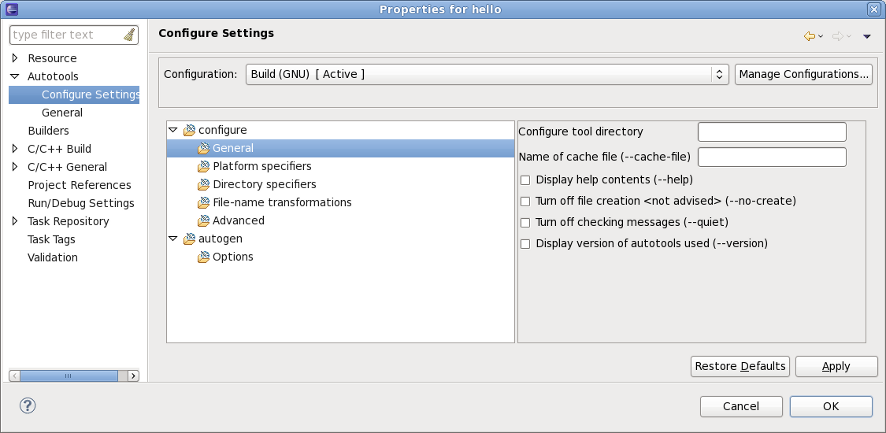 Properties for hello
type filter text
Resource
Autotools
Configure Settings
General
Builders
C/C++ Build
C/C++ General
Project References
Run/Debug Settings
Task Repository
Task Tags
Validation
Configure Settings
Configuration: Build (GNU) [ Active ] Manage Configurations...
configure
General
Platform specifiers
Directory specifiers
File-name transformations
Advanced
autogen
Options
Configure tool directory
Name of cache file (--cache-file)
Display help contents (--help)
Turn off file creation <not advised> (--no-create)
Turn off checking messages (--quiet)
Display version of autotools used (--version)
Restore Defaults Apply
Cancel OK